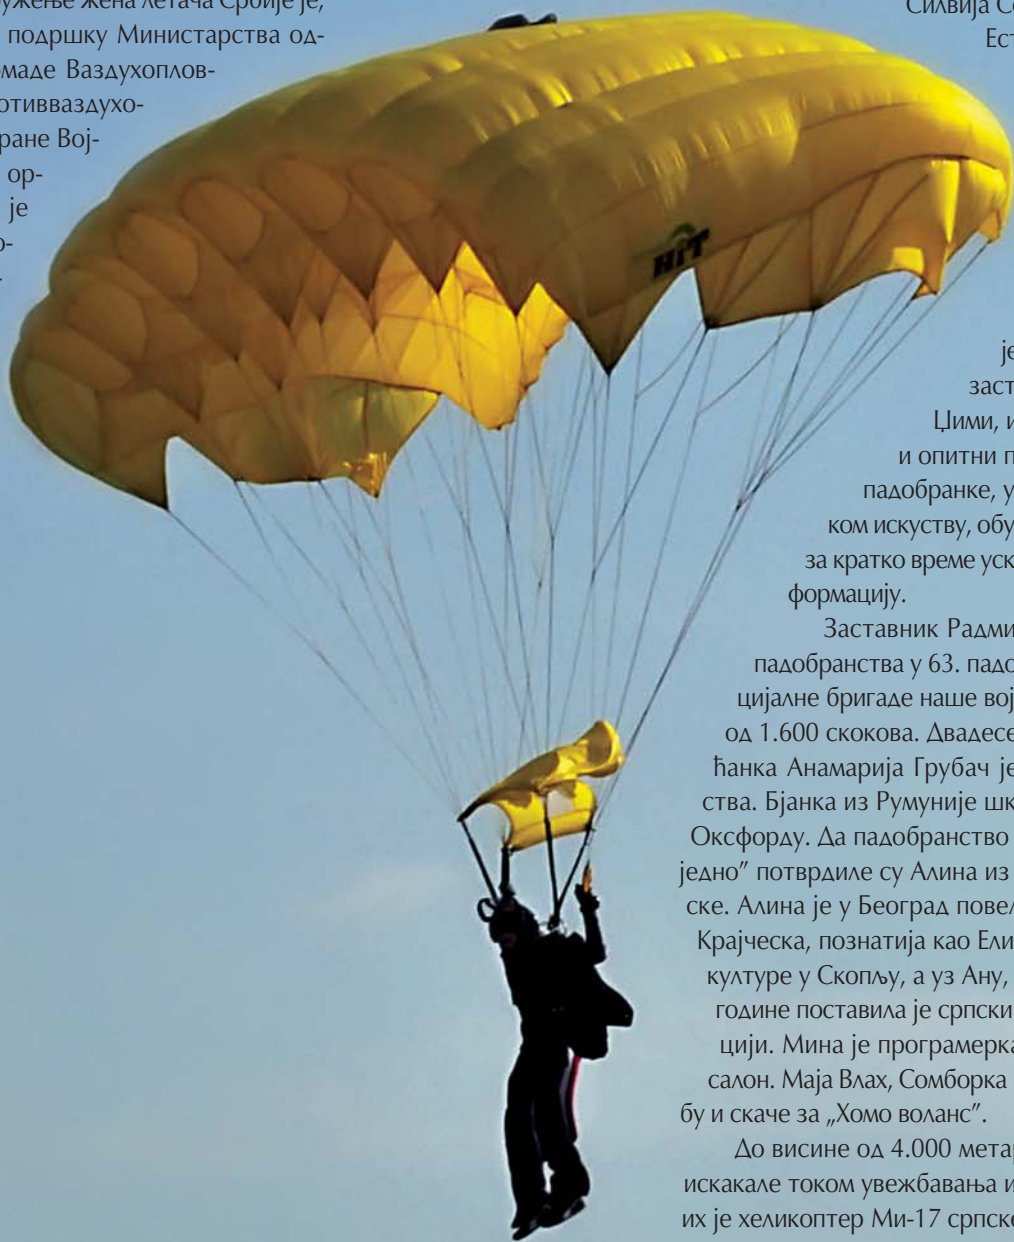 ружење жена летача Србије је,
подршку Министарства од-
маде Ваздухоплов-
отивваздухо-
ране Вој-
ор-
је
о-
-
Силвија
Ест
HIT
је
заст
Џими, и
и опитни п
падобранке, у
ком искуству, обу
за кратко време уск
формацију.
Заставник Радми
падобранства у 63. падо
цијалне бригаде наше вој
од 1.600 скокова. Двадесе
ћанка Анамарија Грубач је
ства. Бјанка из Румуније шк
Оксфорду. Да падобранство
једно” потврдиле су Алина из
ске. Алина је у Београд повел
Крајческа, познатија као Ели
културе у Скопљу, а уз Ану,
године поставила је српски
цији. Мина је програмерка
салон. Маја Влах, Сомборка
бу и скаче за „Хомо воланс”.
До висине од 4.000 метар
искакале током увежбавања и
их је хеликоптер Ми-17 српске